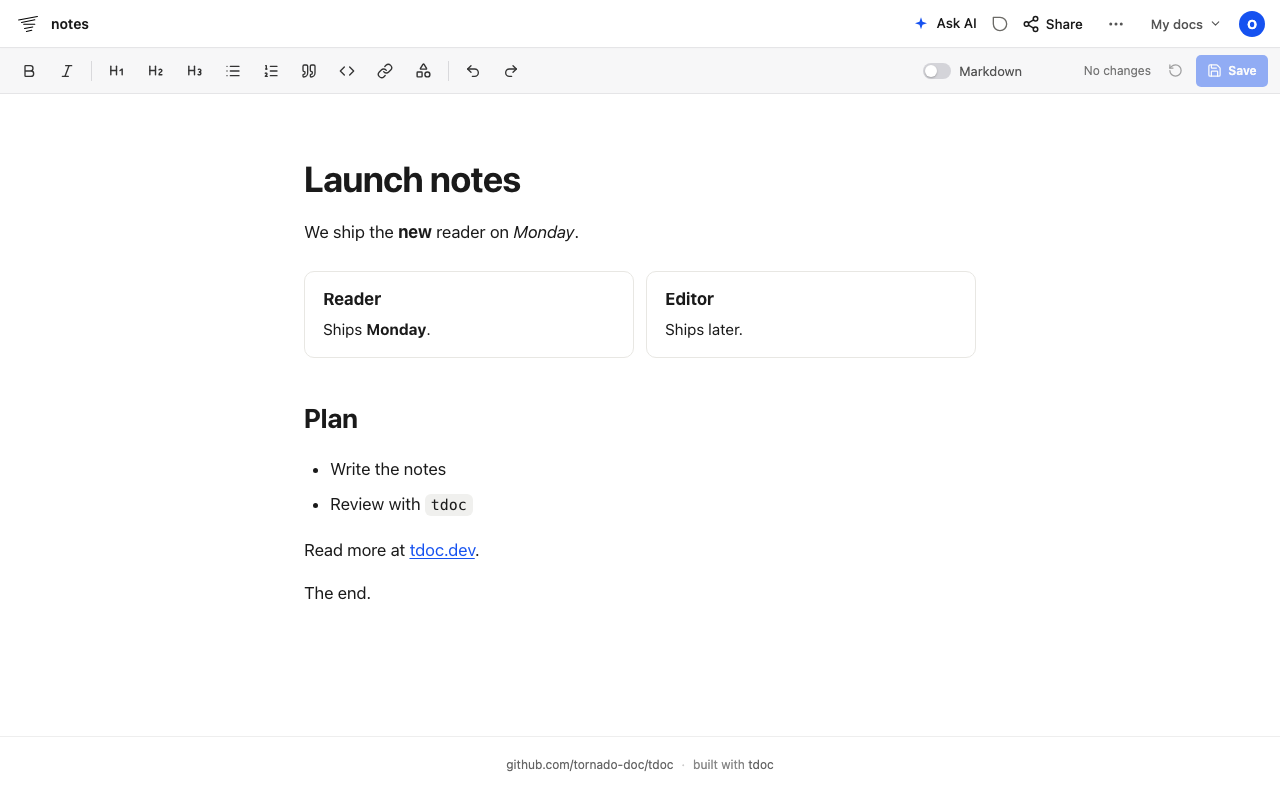 notes
Ask AI
Share
My docs
O
H1
H2
H3
Markdown
No changes
Save
Launch notes
We ship the new reader on Monday.
Reader
Ships Monday.
Editor
Ships later.
Plan
Write the notes
Review with tdoc
Read more at tdoc.dev.
The end.
github.com/tornado-doc/tdoc · built with tdoc